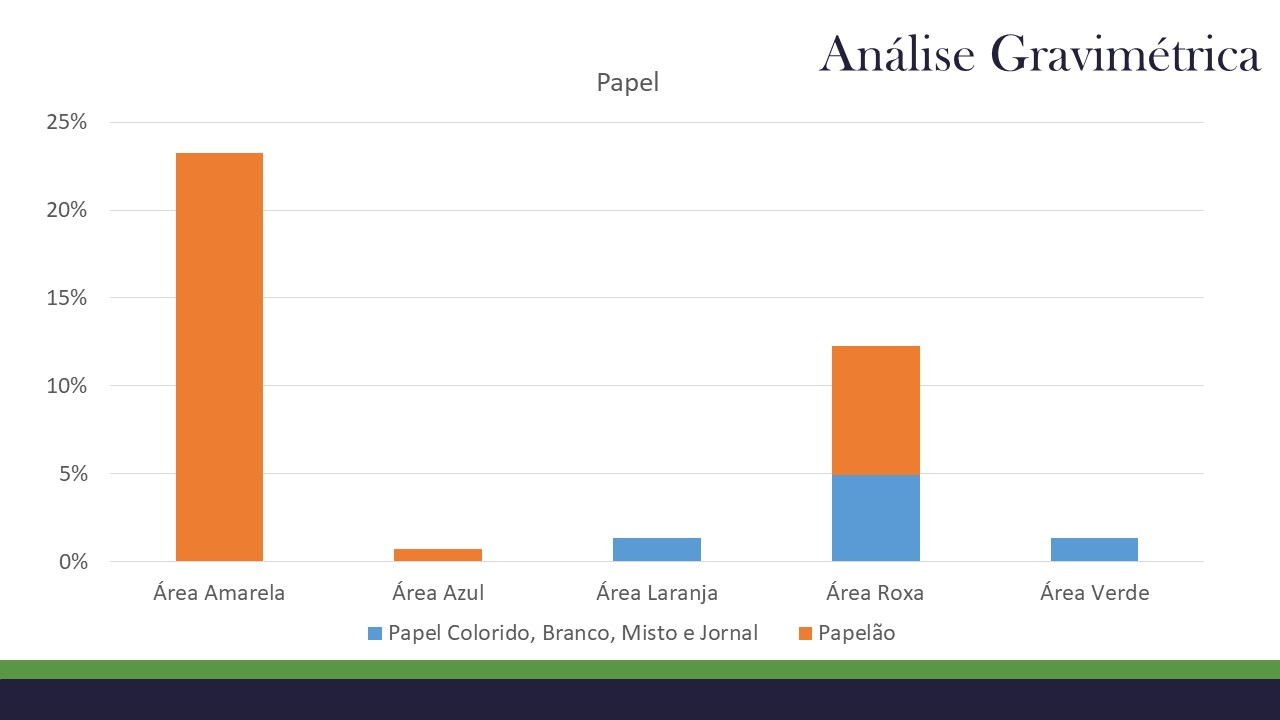 Análise Gravimétrica
Papel
25%
20%
15%
10%
5%
0%
Área Amarela Área Azul Área Laranja Área Roxa Área Verde
Papel Colorido, Branco, Misto e Jornal Papelão